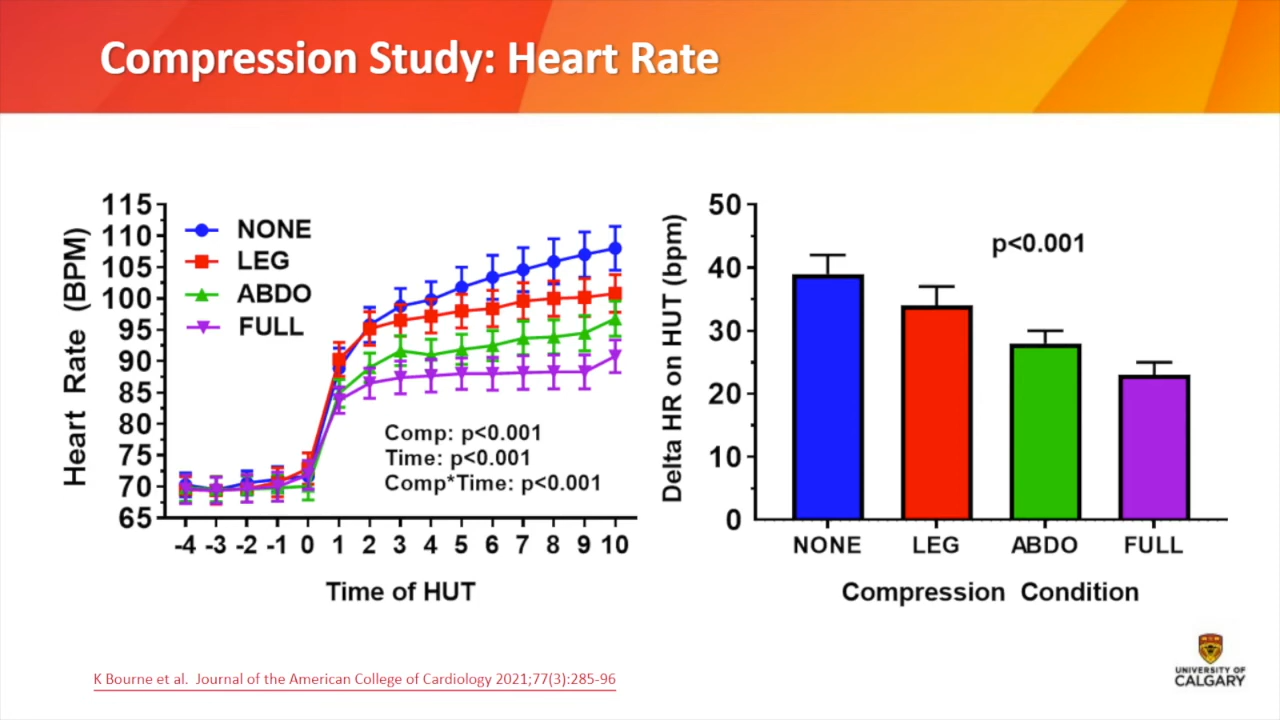 Compression Study: Heart Rate
Heart Rate (BPM)
115
110
105
100
95
90
85
80
75
70
65
NONE
LEG
ABDO
FULL
Comp: p<0.001
Time: p<0.001
Comp*Time: p<0.001
-4 -3 -2 -1 0 1 2 3 4 5 6 7 8 9 10
Time of HUT
Delta HR on HUT (bpm)
50
40
30
20
10
0
p<0.001
NONE LEG ABDO FULL
Compression Condition
K Bourne et al. Journal of the American College of Cardiology 2021;77(3):285-96
UNIVERSITY OF
CALGARY